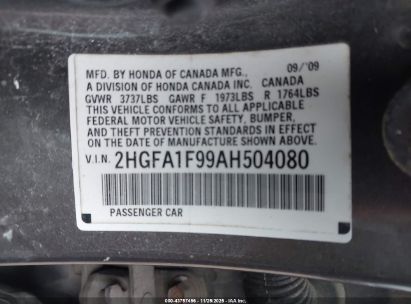 MFD. BY HONDA OF CANADA MFG., 09/'09
A DIVISION OF HONDA CANADA INC. CANADA
GVWR 3737LBS GAWR F 1973LBS R 1764LBS
THIS VEHICLE CONFORMS TO ALL APPLICABLE
FEDERAL MOTOR VEHICLE SAFETY, BUMPER,
AND THEFT PREVENTION STANDARDS IN EFFECT
ON THE DATE OF MANUFACTURE SHOWN ABOVE.
V.I.N. 2HGFA1F99AH504080
PASSENGER CAR